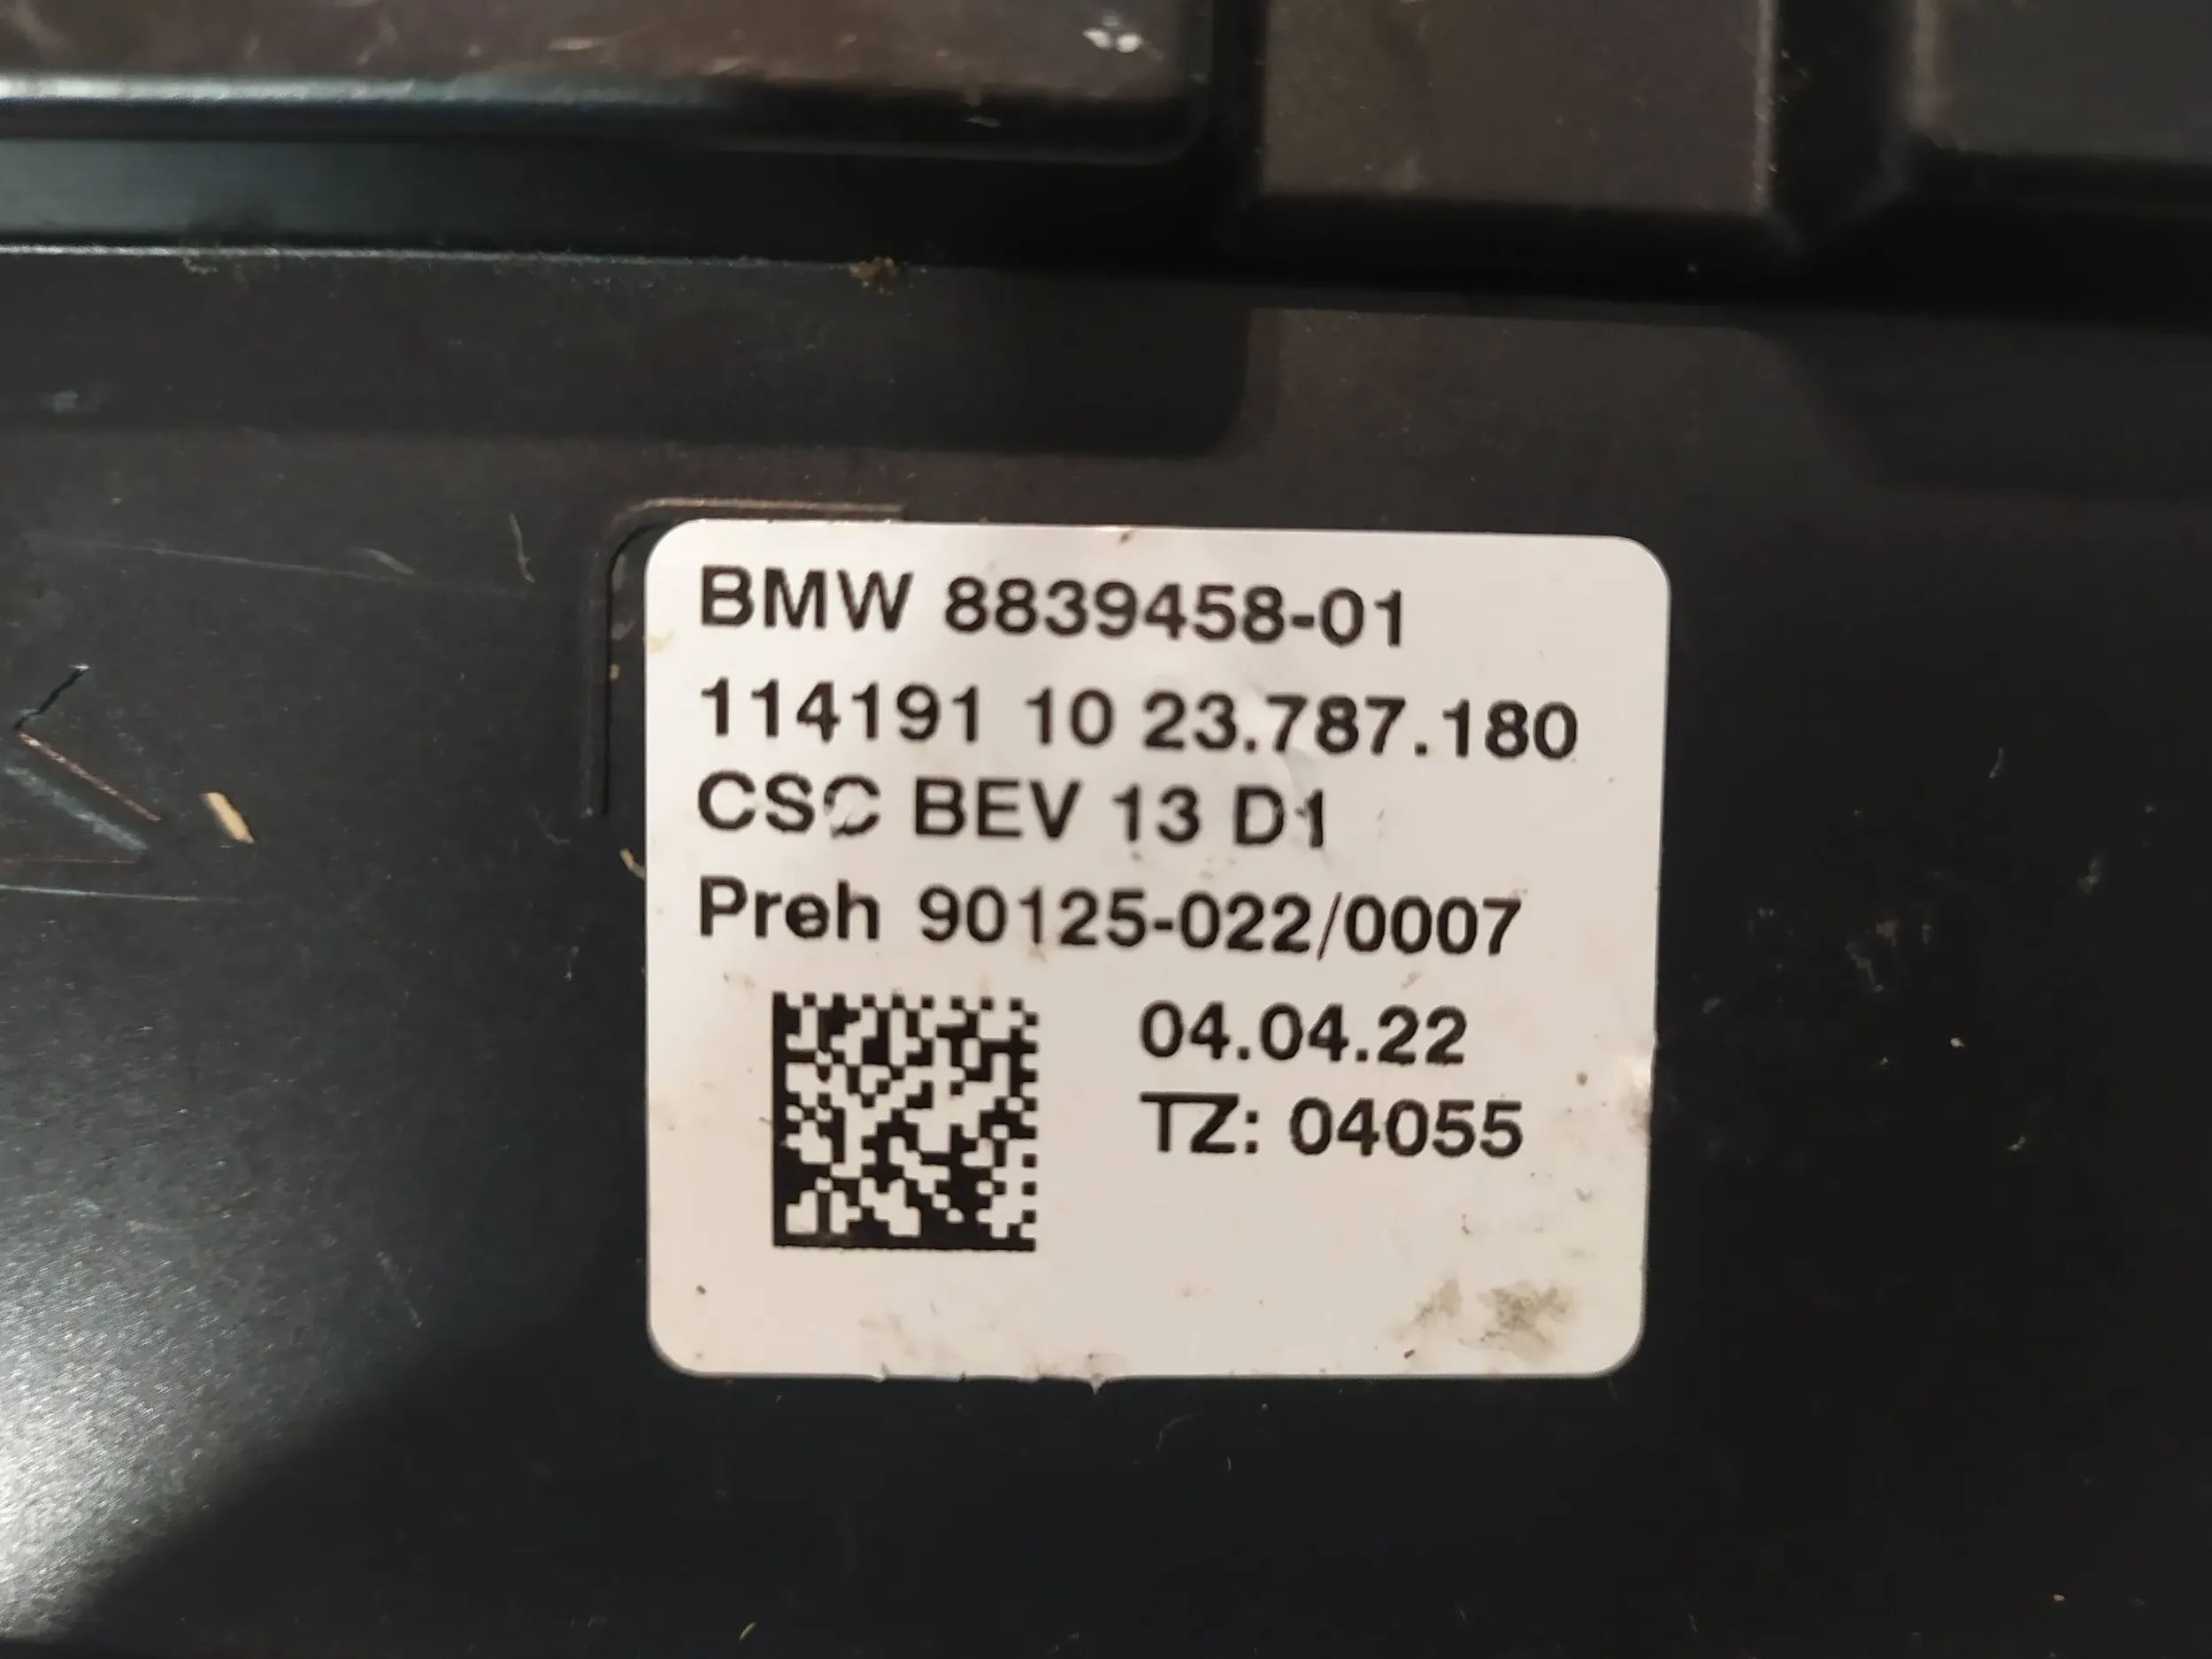 BMW 8839458-01
114191 10 23.787.180
CSC BEV 13 D1
Preh 90125-022/0007
04.04.22
TZ: 04055